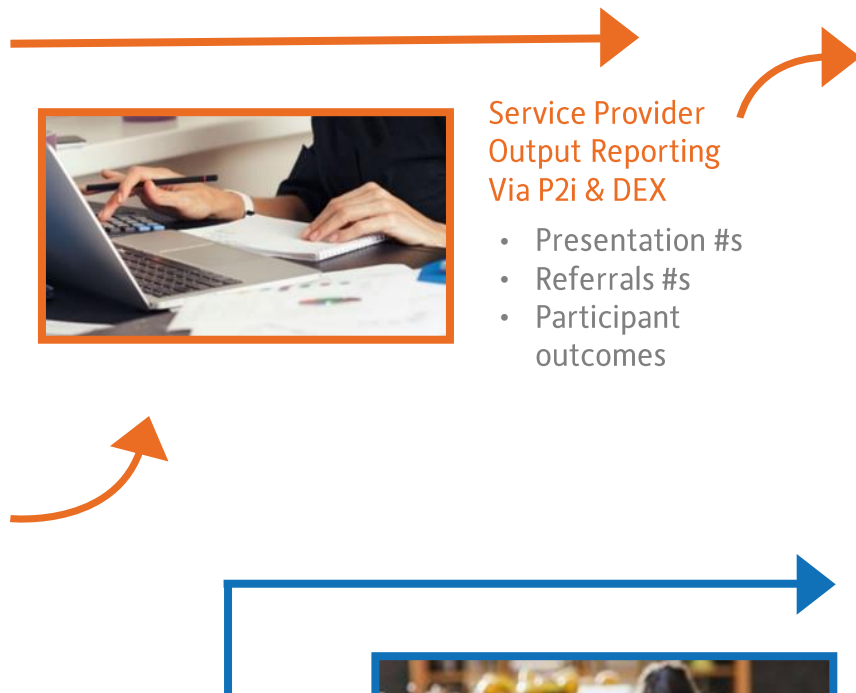 Service Provider
Output Reporting
Via P2i & DEX
• Presentation #s
• Referrals #s
• Participant
outcomes